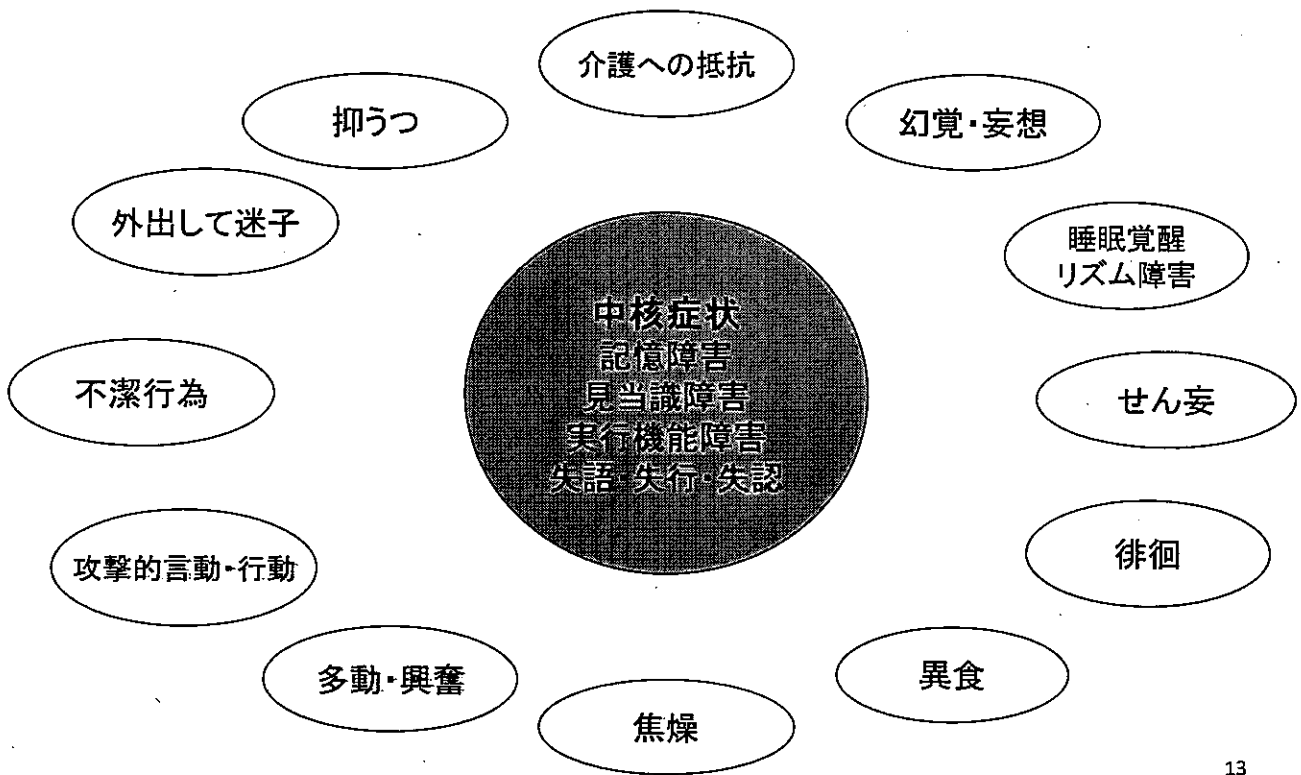 介護への抵抗
抑うつ
幻覚・妄想
外出して迷子
睡眠覚醒
リズム障害
中核症状
記憶障害
見当識障害
実行機能障害
失語・失行・失認
不潔行為
せん妄
攻撃的言動・行動
徘徊
多動・興奮
異食
焦燥
13